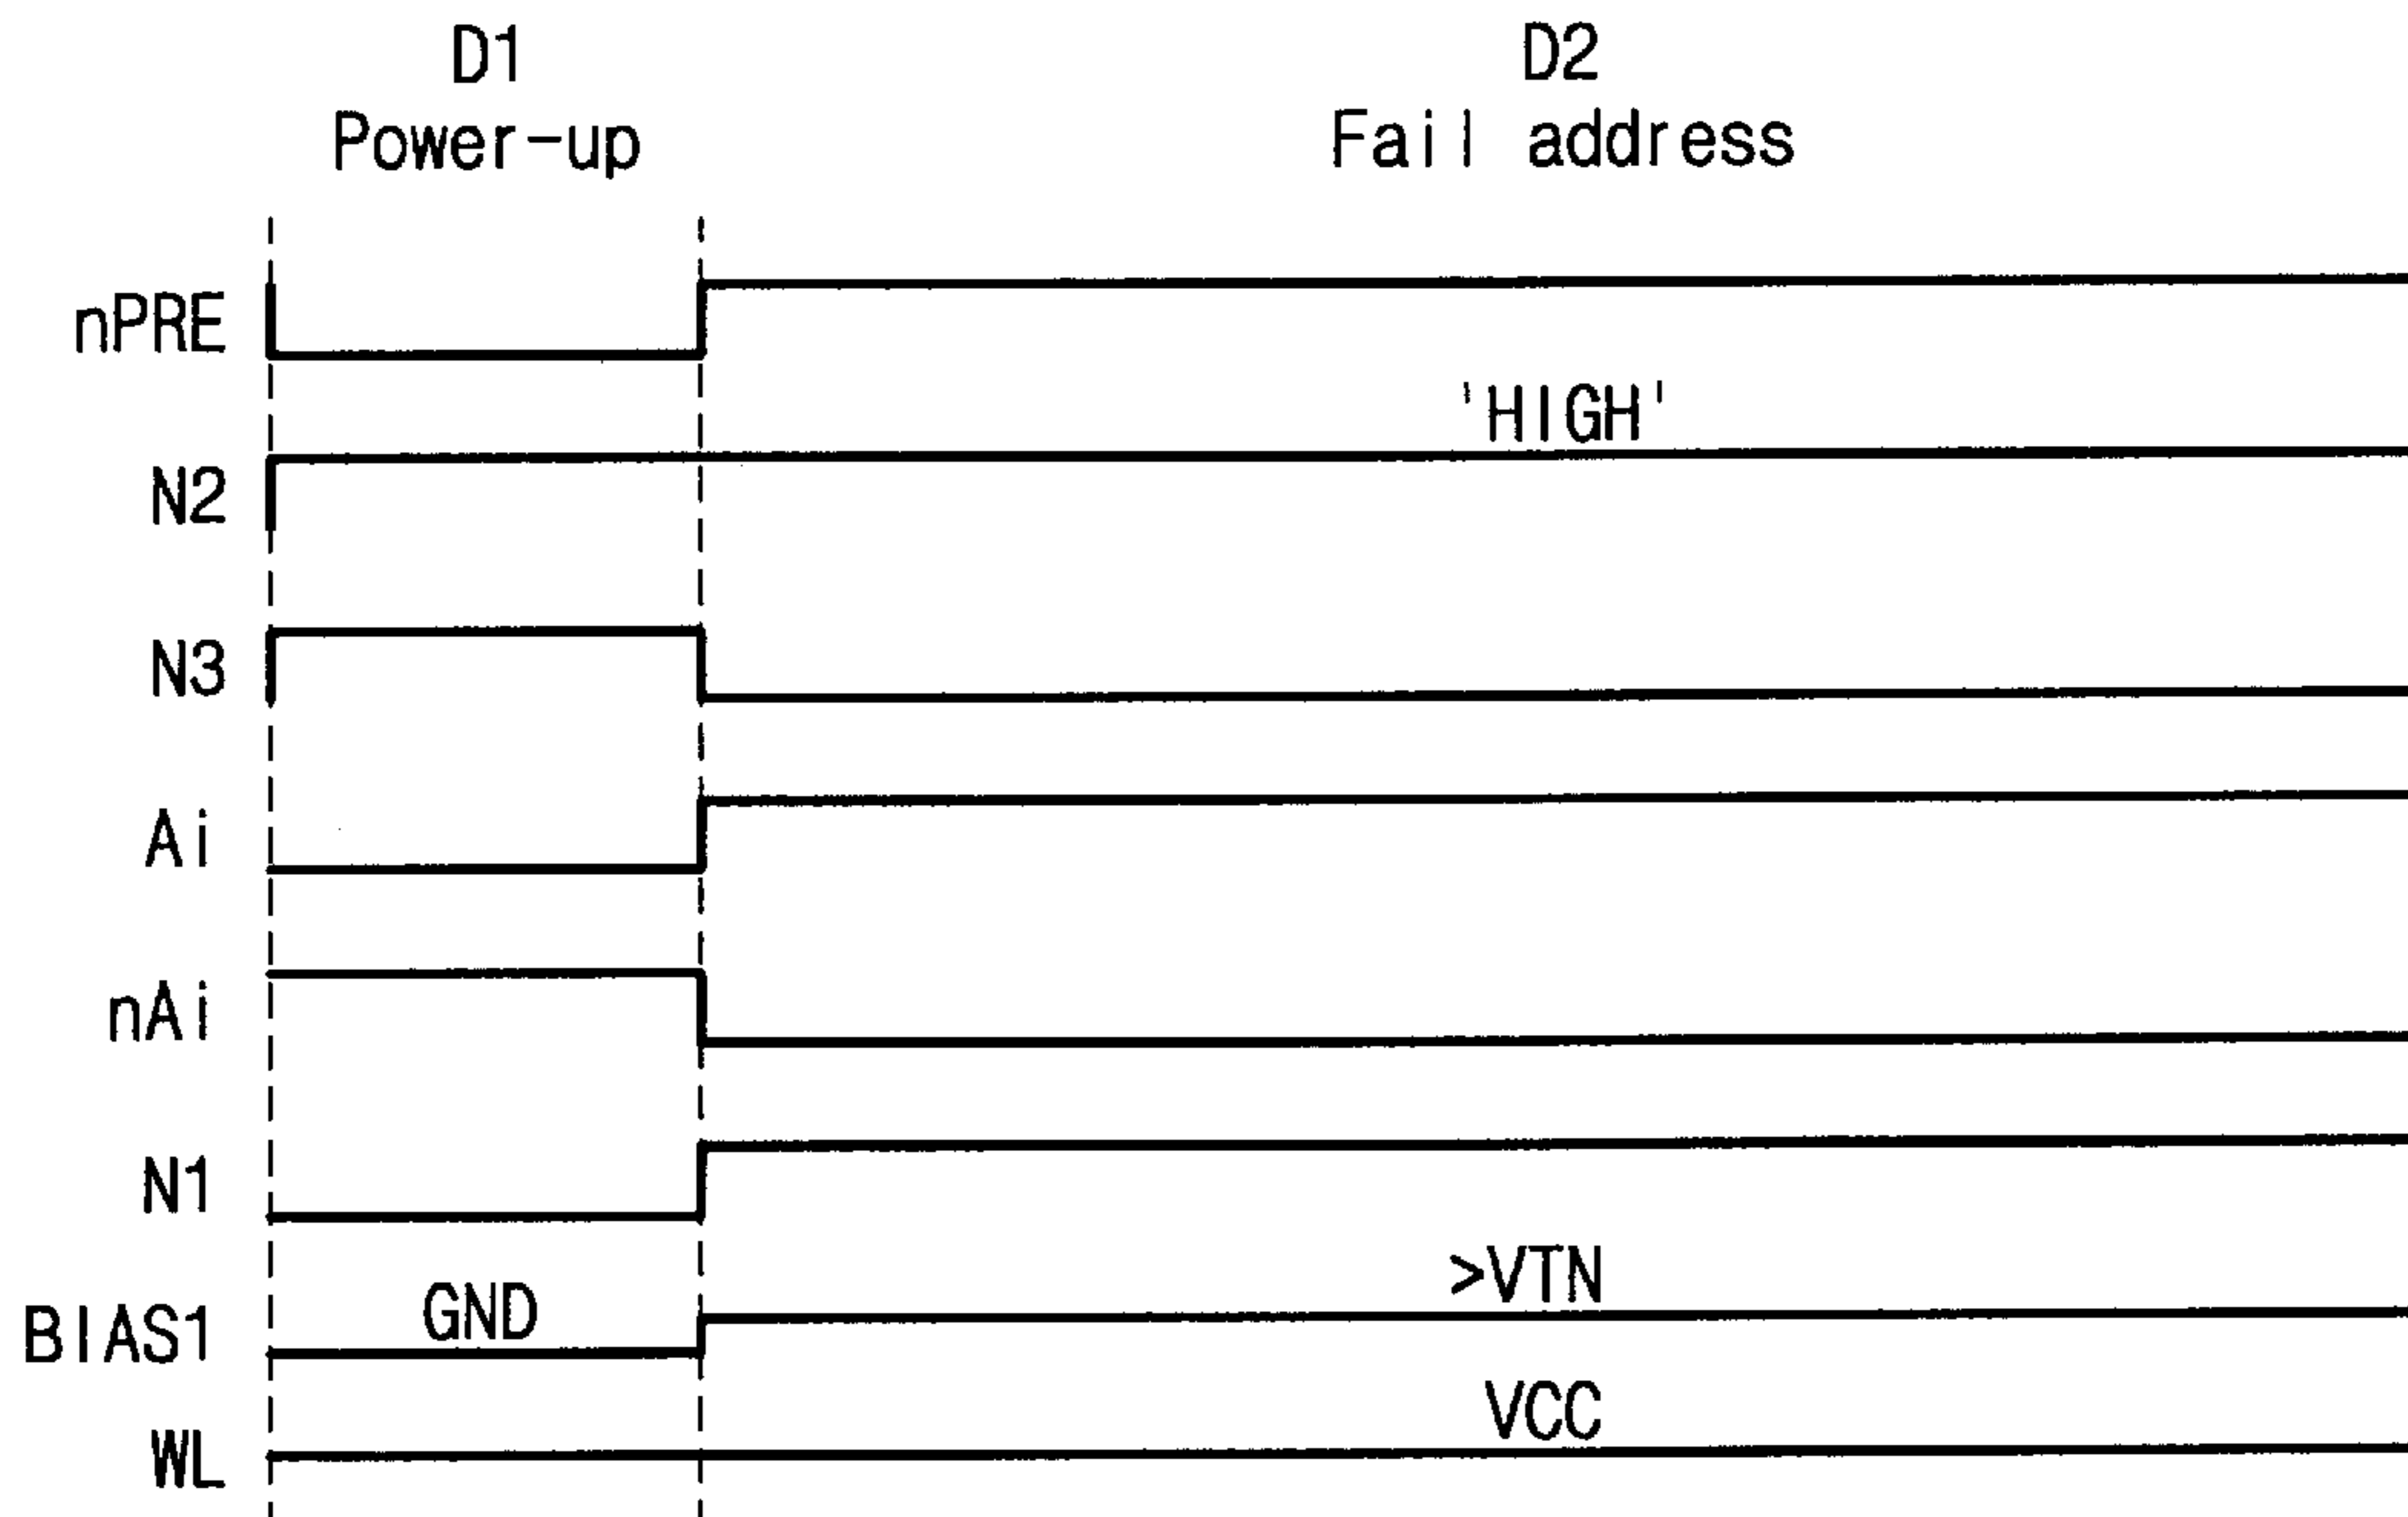 D1
Power-up
D2
Fail address
nPRE
'HIGH'
N2
N3
Ai
nAi
N1
>VTN
GND
BIAS1
VCC
WL